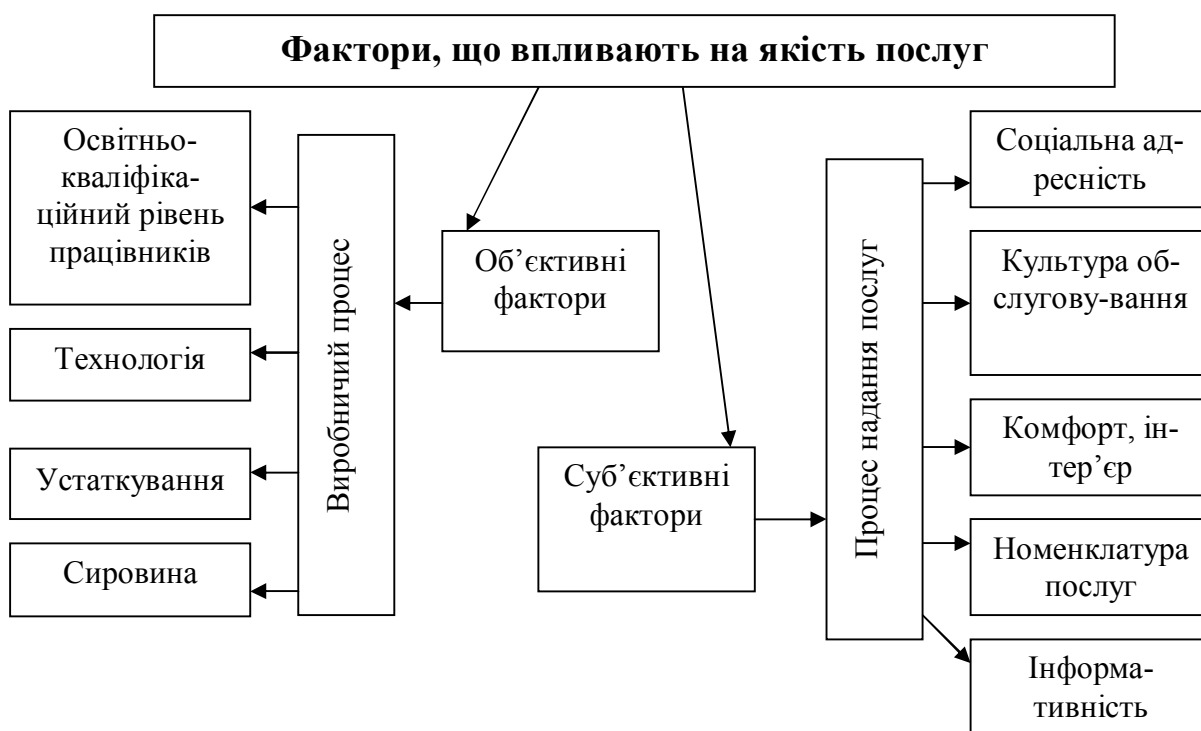 Фактори, що впливають на якість послуг
Освітньо-
кваліфіка-
ційний рівень
працівників
Технологія
Устаткування
Сировина
Виробничий процес
Об’єктивні
фактори
Суб’єктивні
фактори
Процес надання послуг
Соціальна ад-
ресність
Культура об-
слугову-вання
Комфорт, ін-
тер’єр
Номенклатура
послуг
Інформа-
тивність